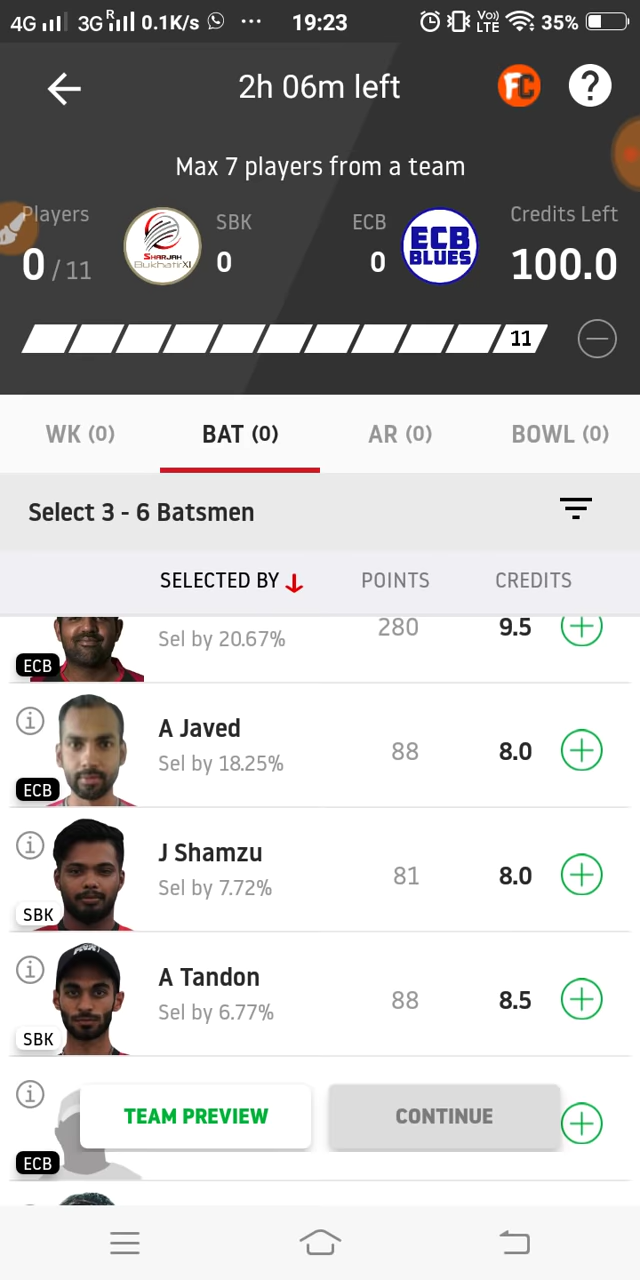 4G 3G R 0.1K/s ... 19:23 Vo) LTE 35%
2h 06m left FC ?
Max 7 players from a team
Players SBK ECB Credits Left
0 / 11 SHARJAH BukhatirXI 0 0 ECB BLUES 100.0
11
WK (0) BAT (0) AR (0) BOWL (0)
Select 3 - 6 Batsmen
SELECTED BY POINTS CREDITS
Sel by 20.67% 280 9.5
ECB
A Javed
Sel by 18.25% 88 8.0
ECB
J Shamzu
Sel by 7.72% 81 8.0
SBK
A Tandon
Sel by 6.77% 88 8.5
SBK
TEAM PREVIEW CONTINUE
ECB